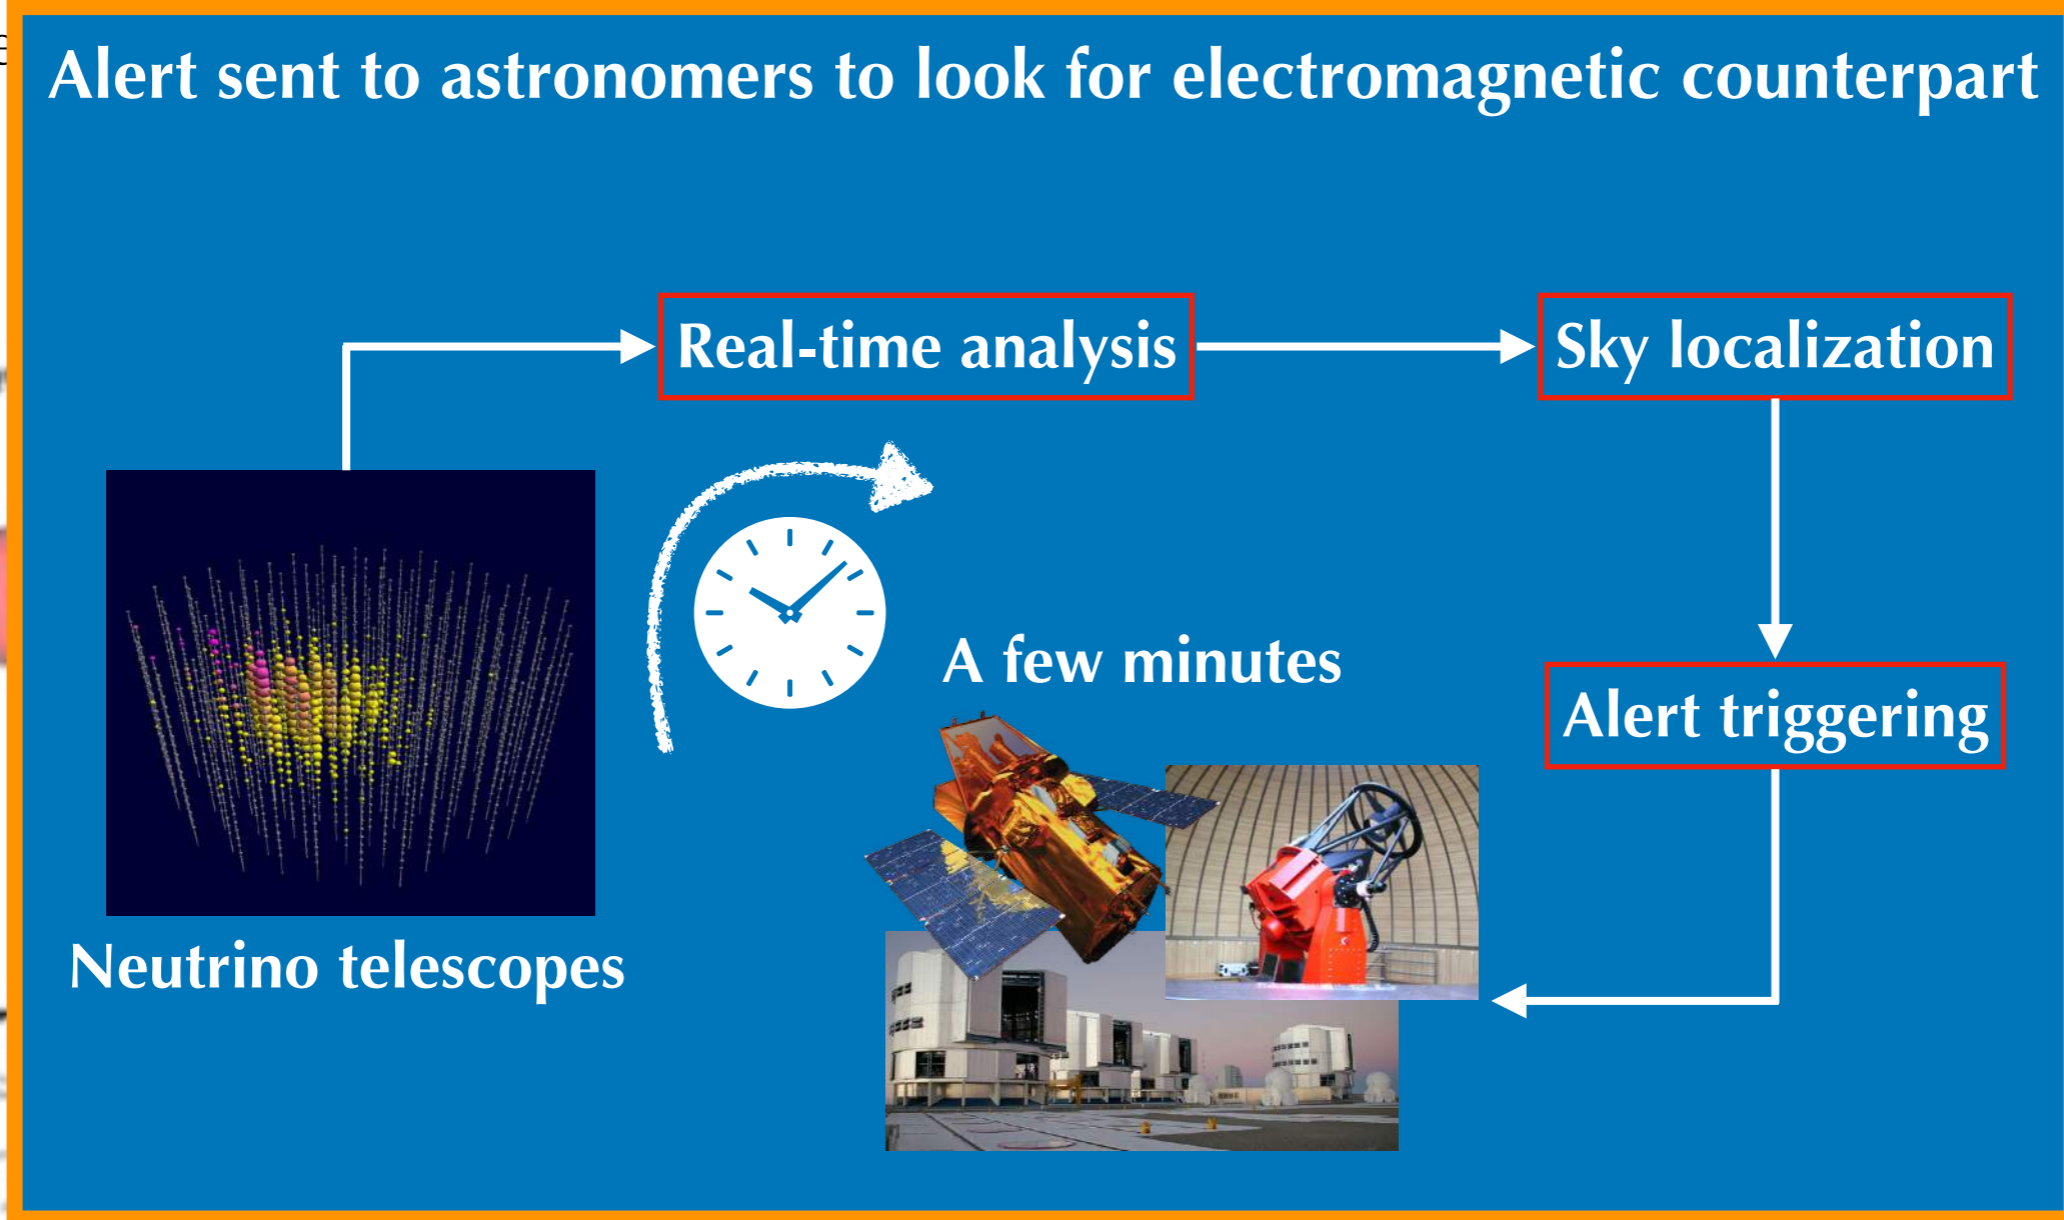 Alert sent to astronomers to look for electromagnetic counterpart
Real-time analysis
Sky localization
A few minutes
Alert triggering
Neutrino telescopes